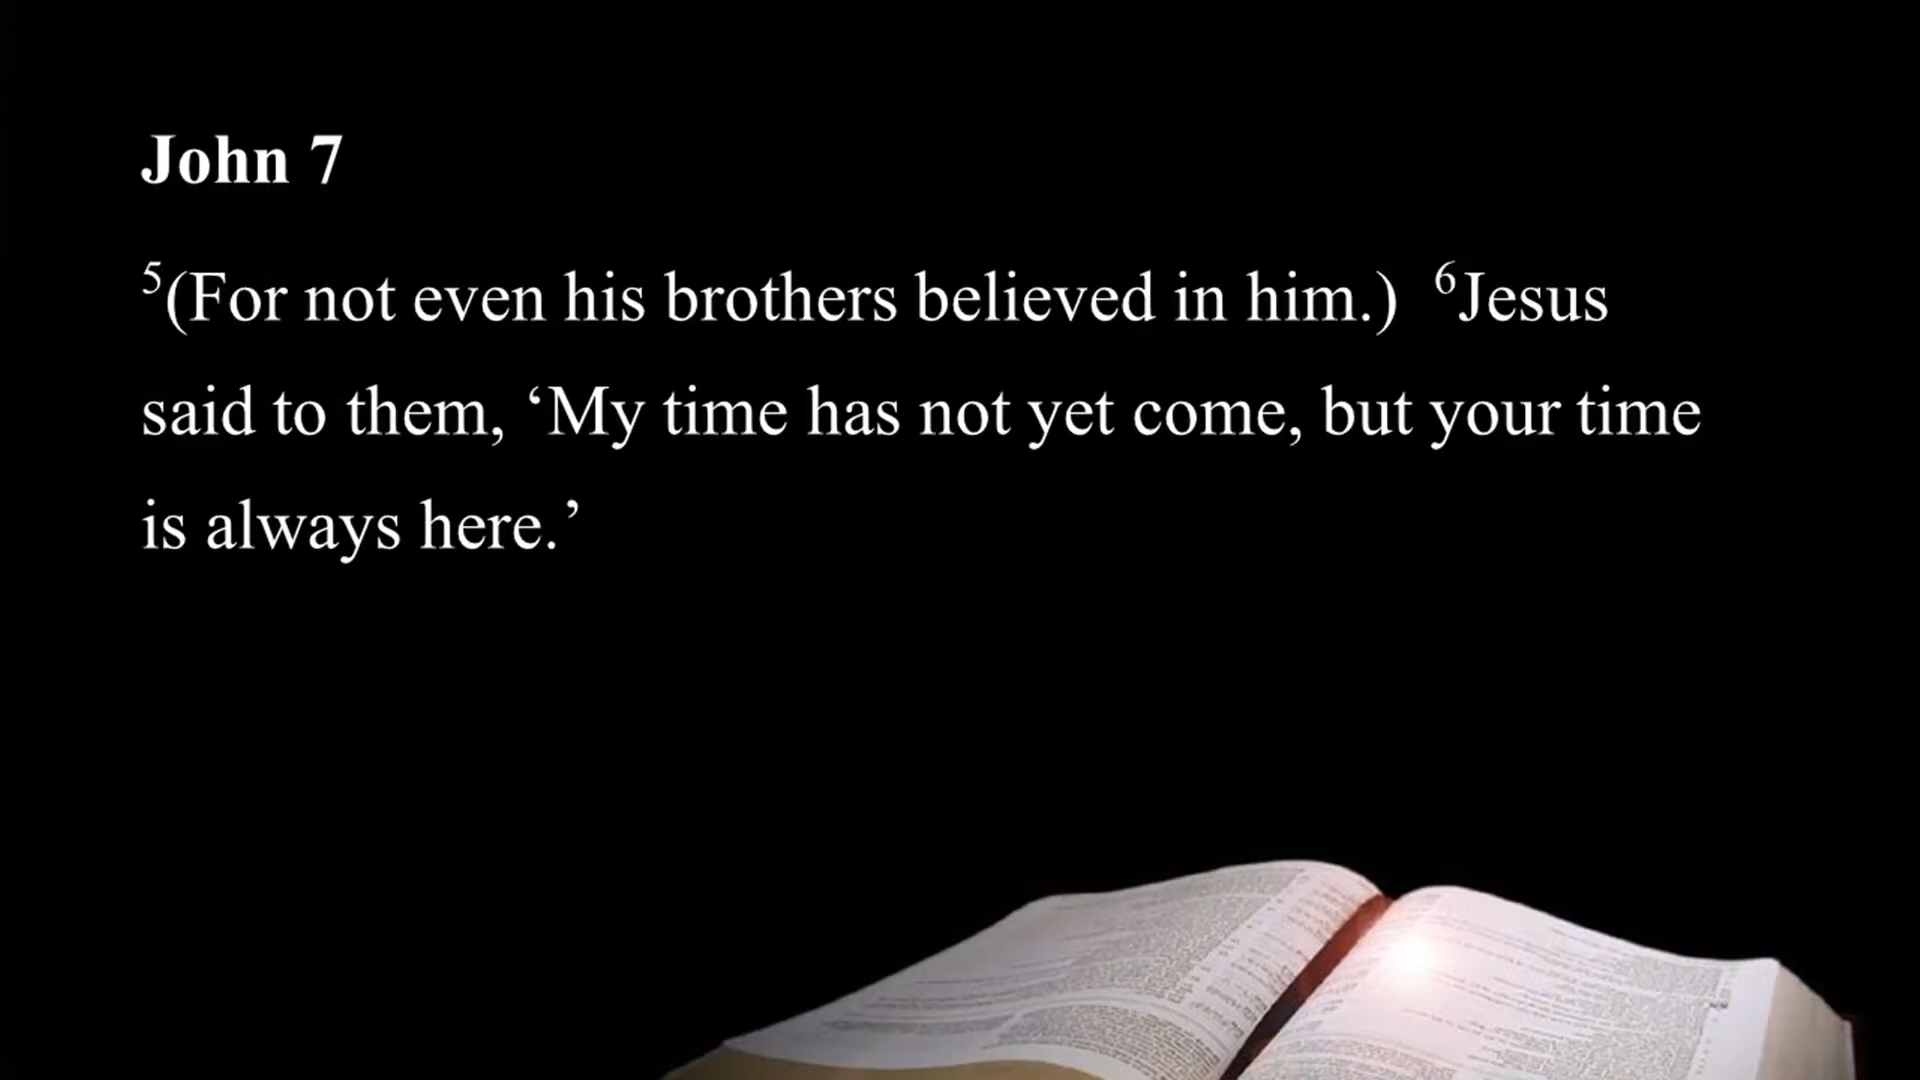 John 7
⁵(For not even his brothers believed in him.) ⁶Jesus
said to them, ‘My time has not yet come, but your time
is always here.’